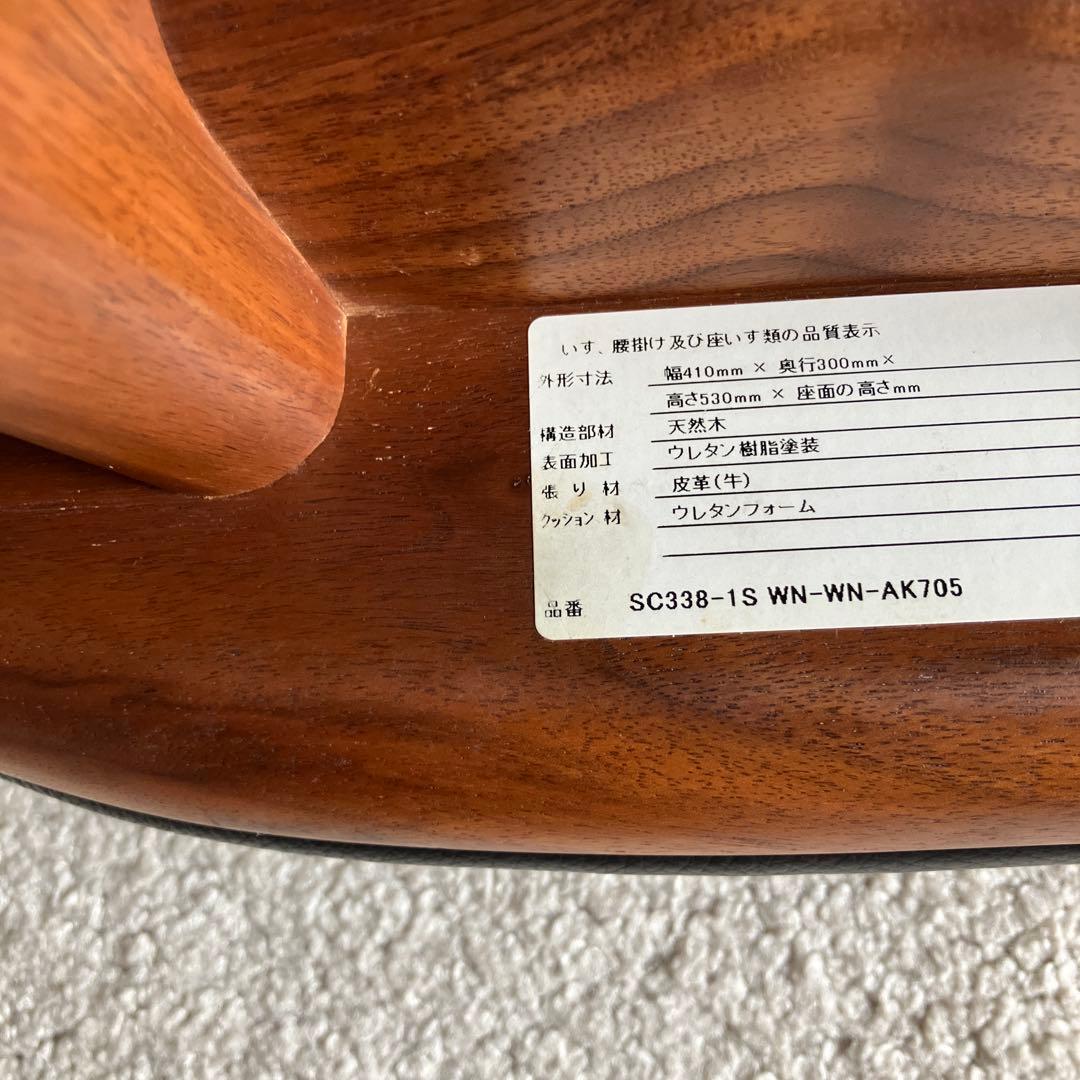 いす、腰掛け及び座いす類の品質表示
外形寸法 幅410mm × 奥行300mm×
高さ530mm × 座面の高さmm
構造部材 天然木
表面加工 ウレタン樹脂塗装
張り材 皮革(牛)
クッション材 ウレタンフォーム
品番 SC338-1S WN-WN-AK705